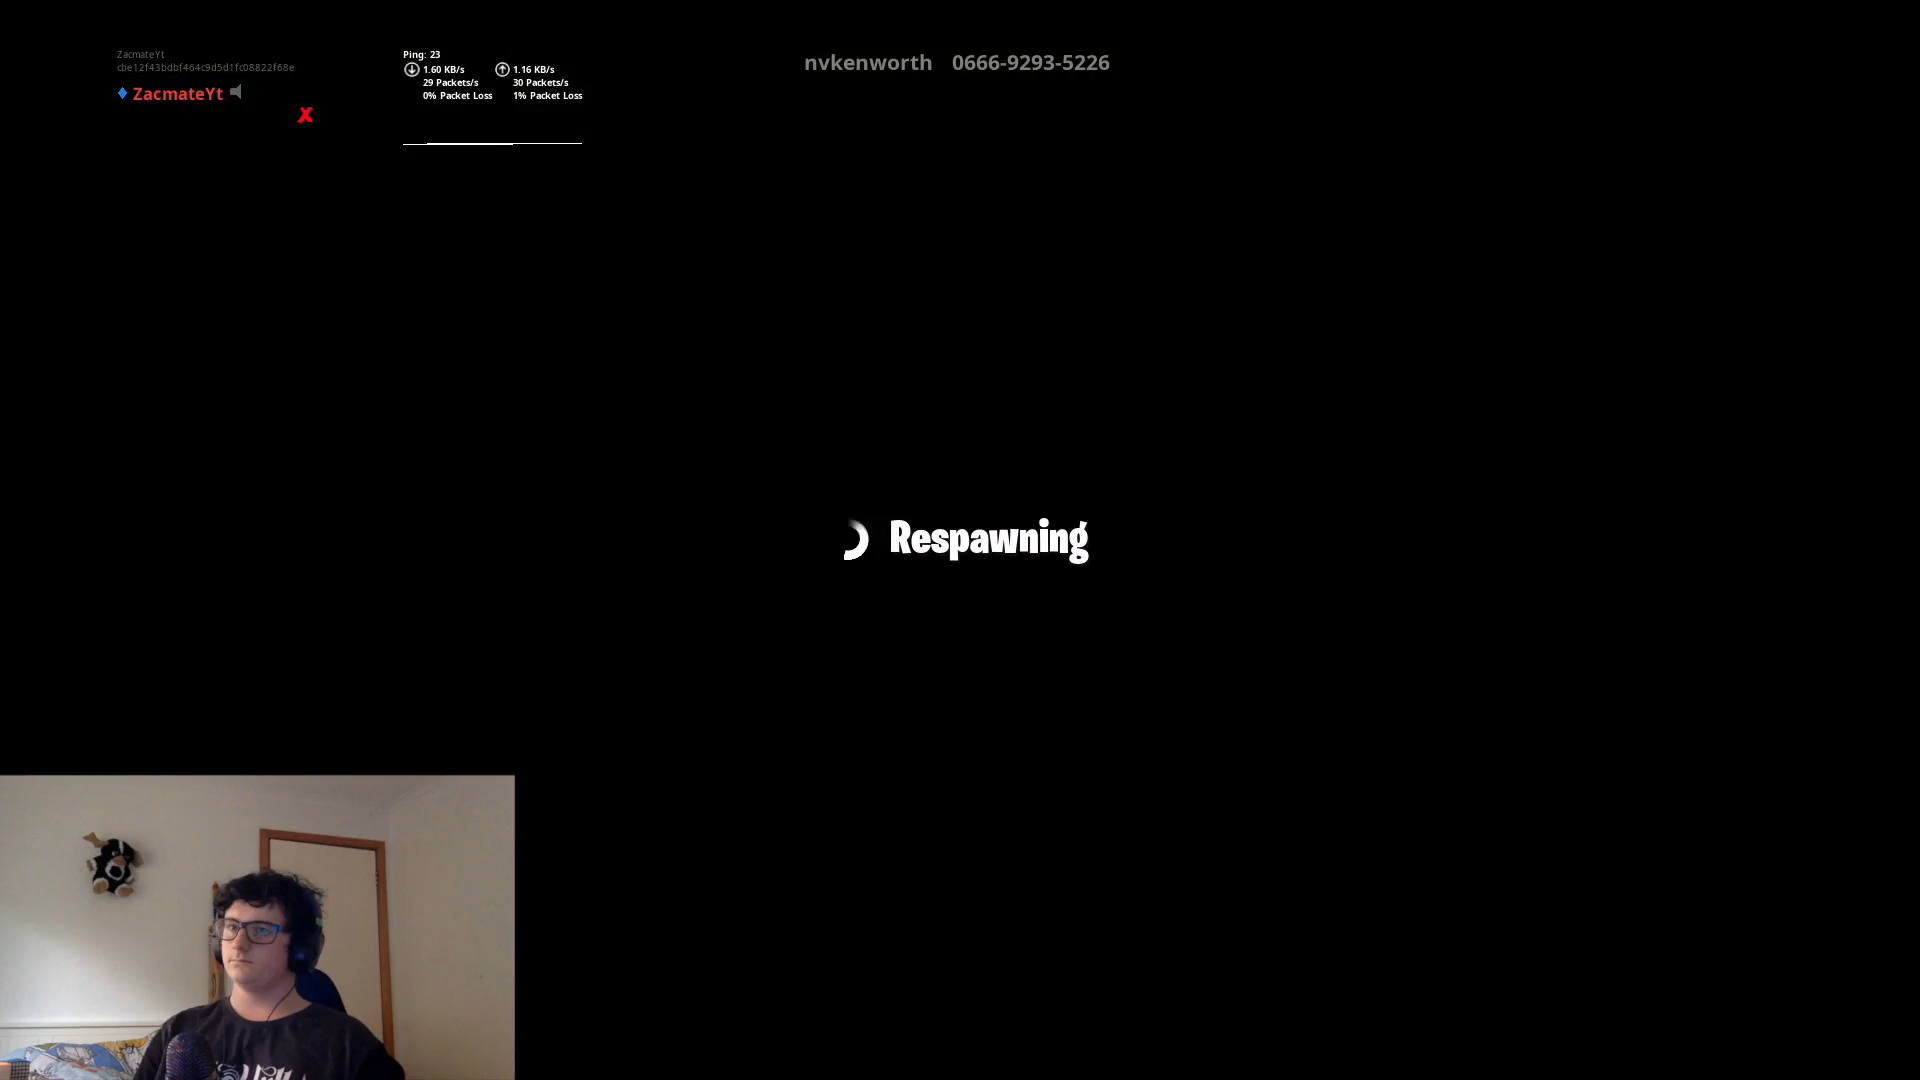 ZacmateYt
cbe12f43bdbf464c9d5d1fc08822f68e
ZacmateYt
X
Ping: 23
1.60 KB/s
29 Packets/s
0% Packet Loss
1.16 KB/s
30 Packets/s
1% Packet Loss
nvkenworth 0666-9293-5226
Respawning